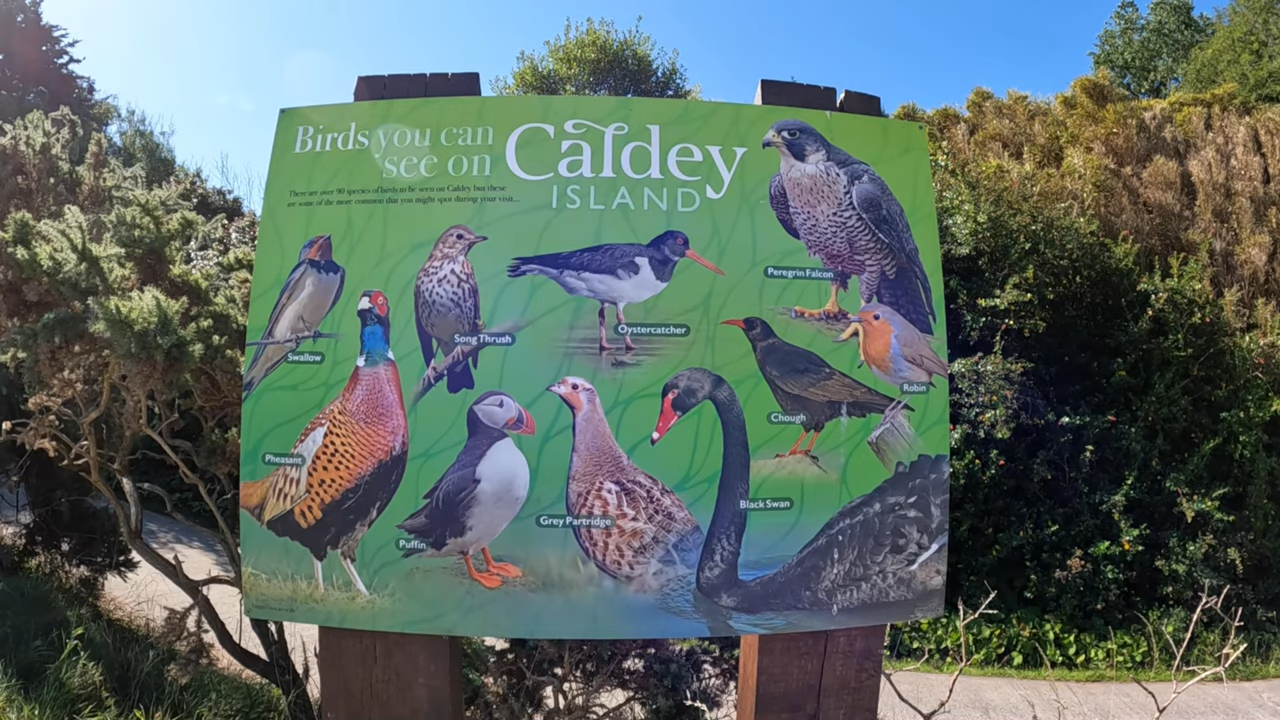 Birds you can
see on
Caldey
ISLAND
There are over 90 species of birds to be seen on Caldey but these
are some of the more common that you might spot during your visit...
Peregrin Falcon
Oystercatcher
Song Thrush
Swallow
Robin
Chough
Pheasant
Black Swan
Grey Partridge
Puffin